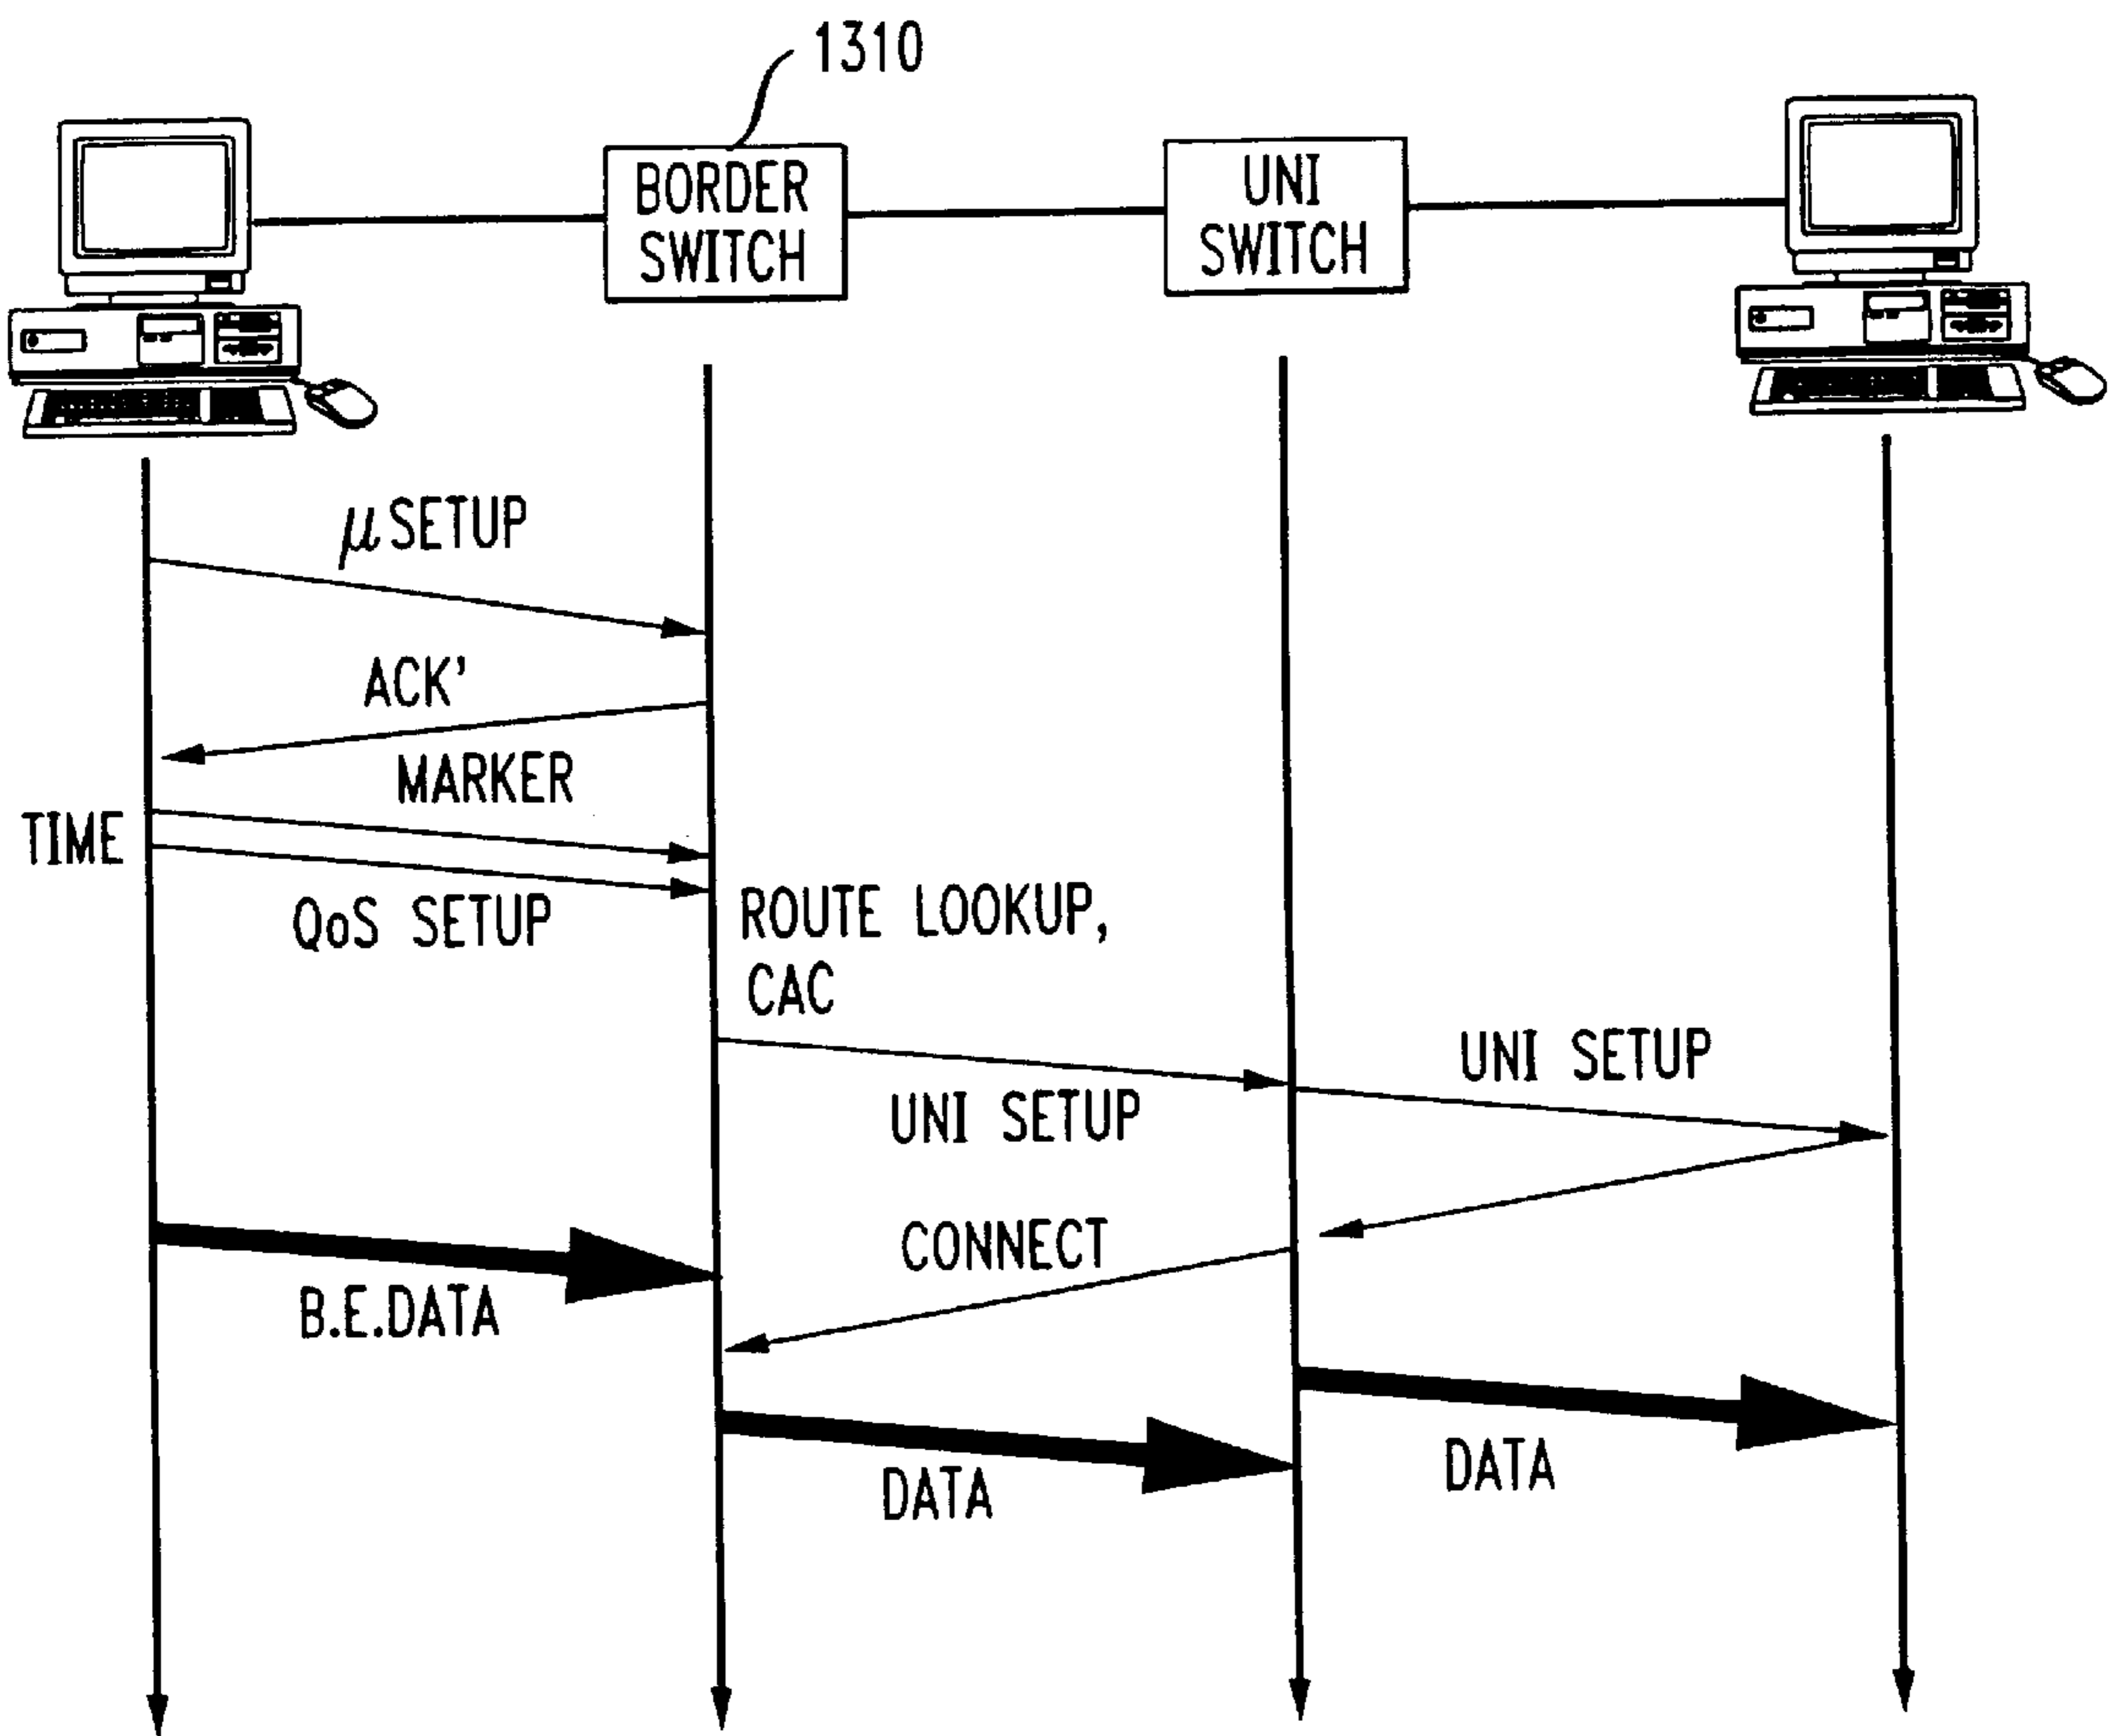 1310
BORDER
SWITCH
UNI
SWITCH
μSETUP
ACK'
MARKER
TIME
QoS SETUP
ROUTE LOOKUP,
CAC
UNI SETUP
UNI SETUP
CONNECT
B.E.DATA
DATA
DATA